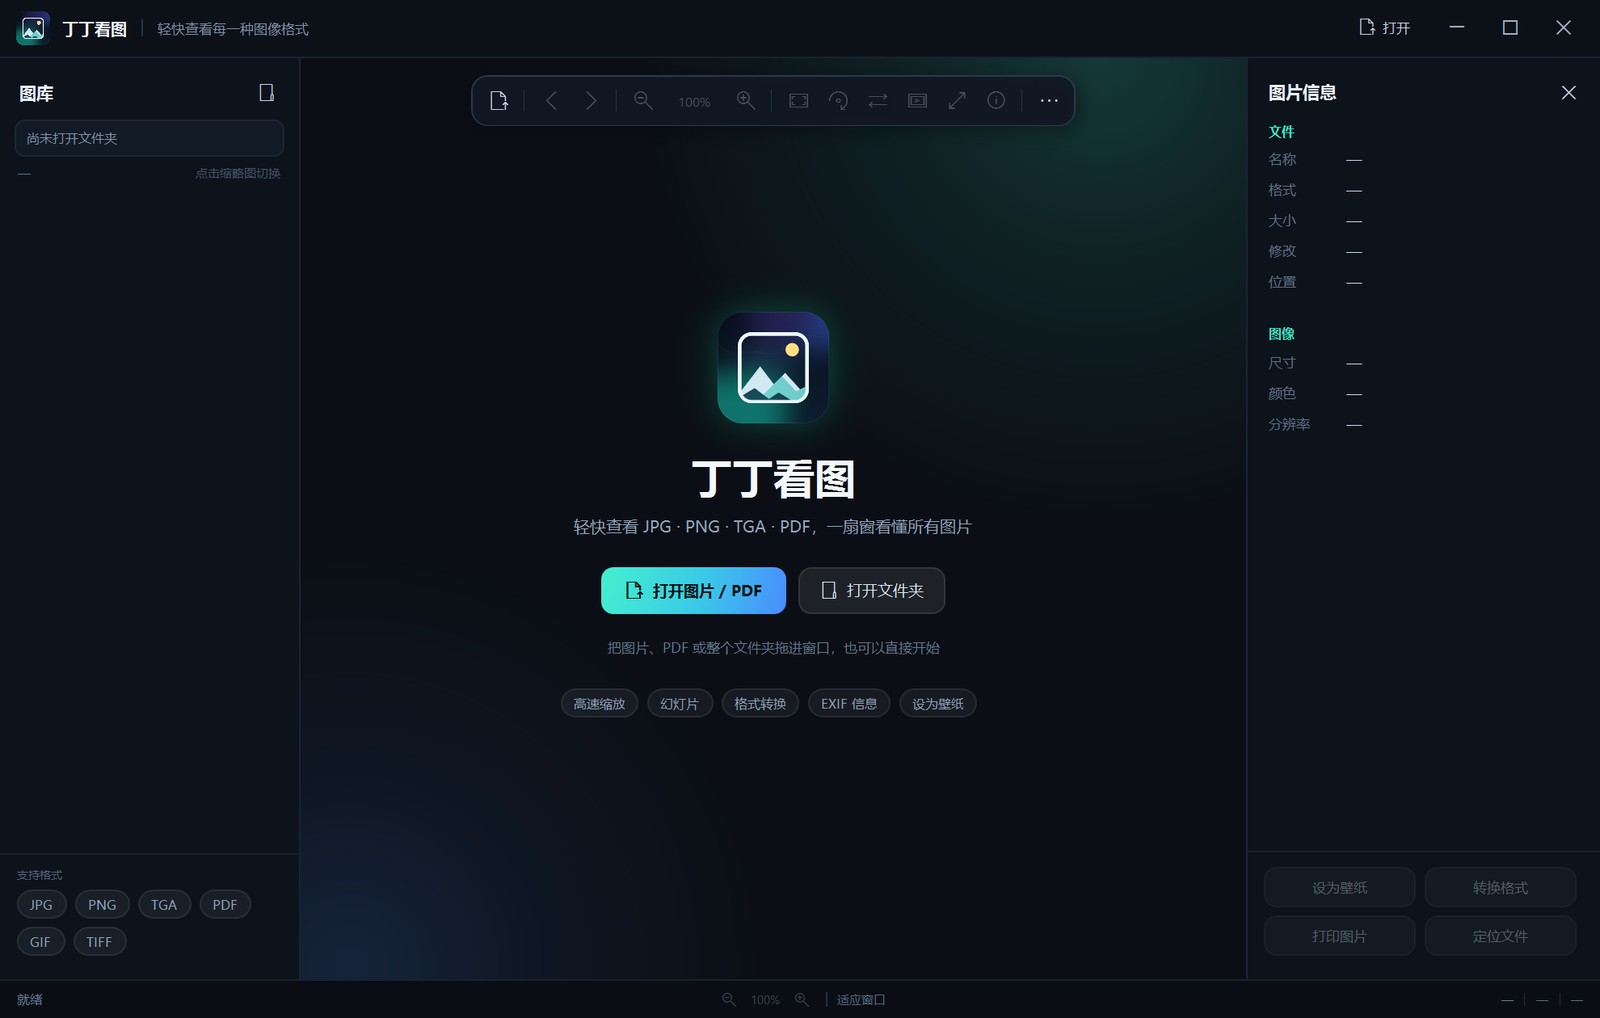 丁丁看图
轻快查看每一种图像格式
打开
图库
尚未打开文件夹
—
点击缩略图切换
支持格式
JPG
PNG
TGA
PDF
GIF
TIFF
100%
丁丁看图
轻快查看 JPG · PNG · TGA · PDF，一扇窗看懂所有图片
打开图片 / PDF
打开文件夹
把图片、PDF 或整个文件夹拖进窗口，也可以直接开始
高速缩放
幻灯片
格式转换
EXIF 信息
设为壁纸
图片信息
文件
名称 —
格式 —
大小 —
修改 —
位置 —
图像
尺寸 —
颜色 —
分辨率 —
设为壁纸
转换格式
打印图片
定位文件
就绪
100%
适应窗口
— — —